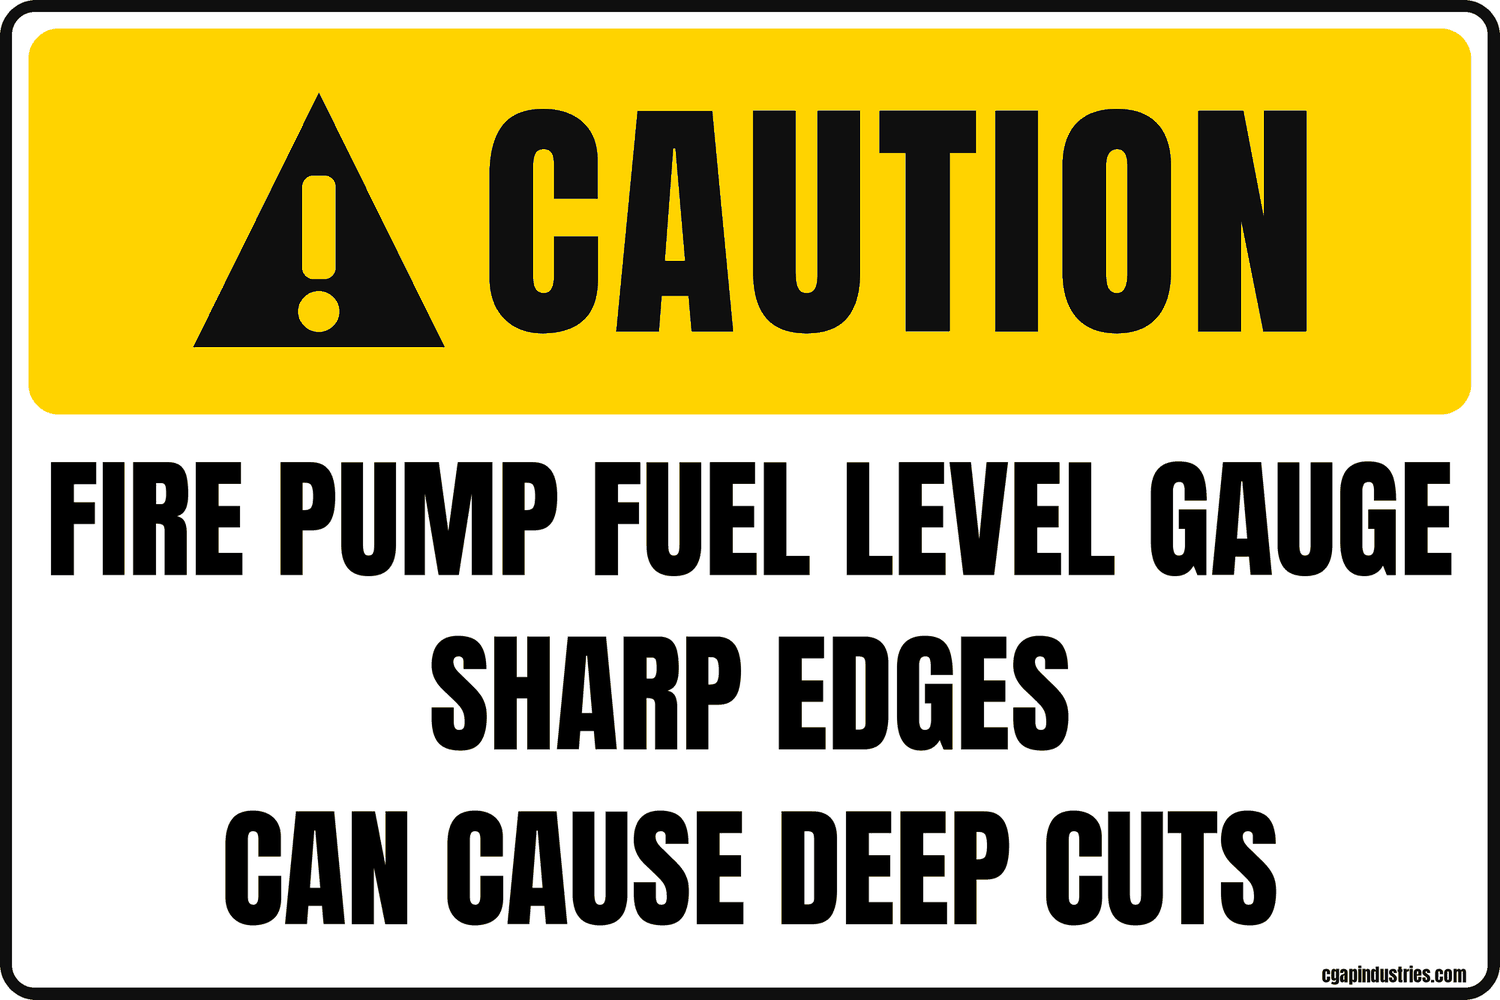 CAUTION
FIRE PUMP FUEL LEVEL GAUGE
SHARP EDGES
CAN CAUSE DEEP CUTS
cgapindustries.com